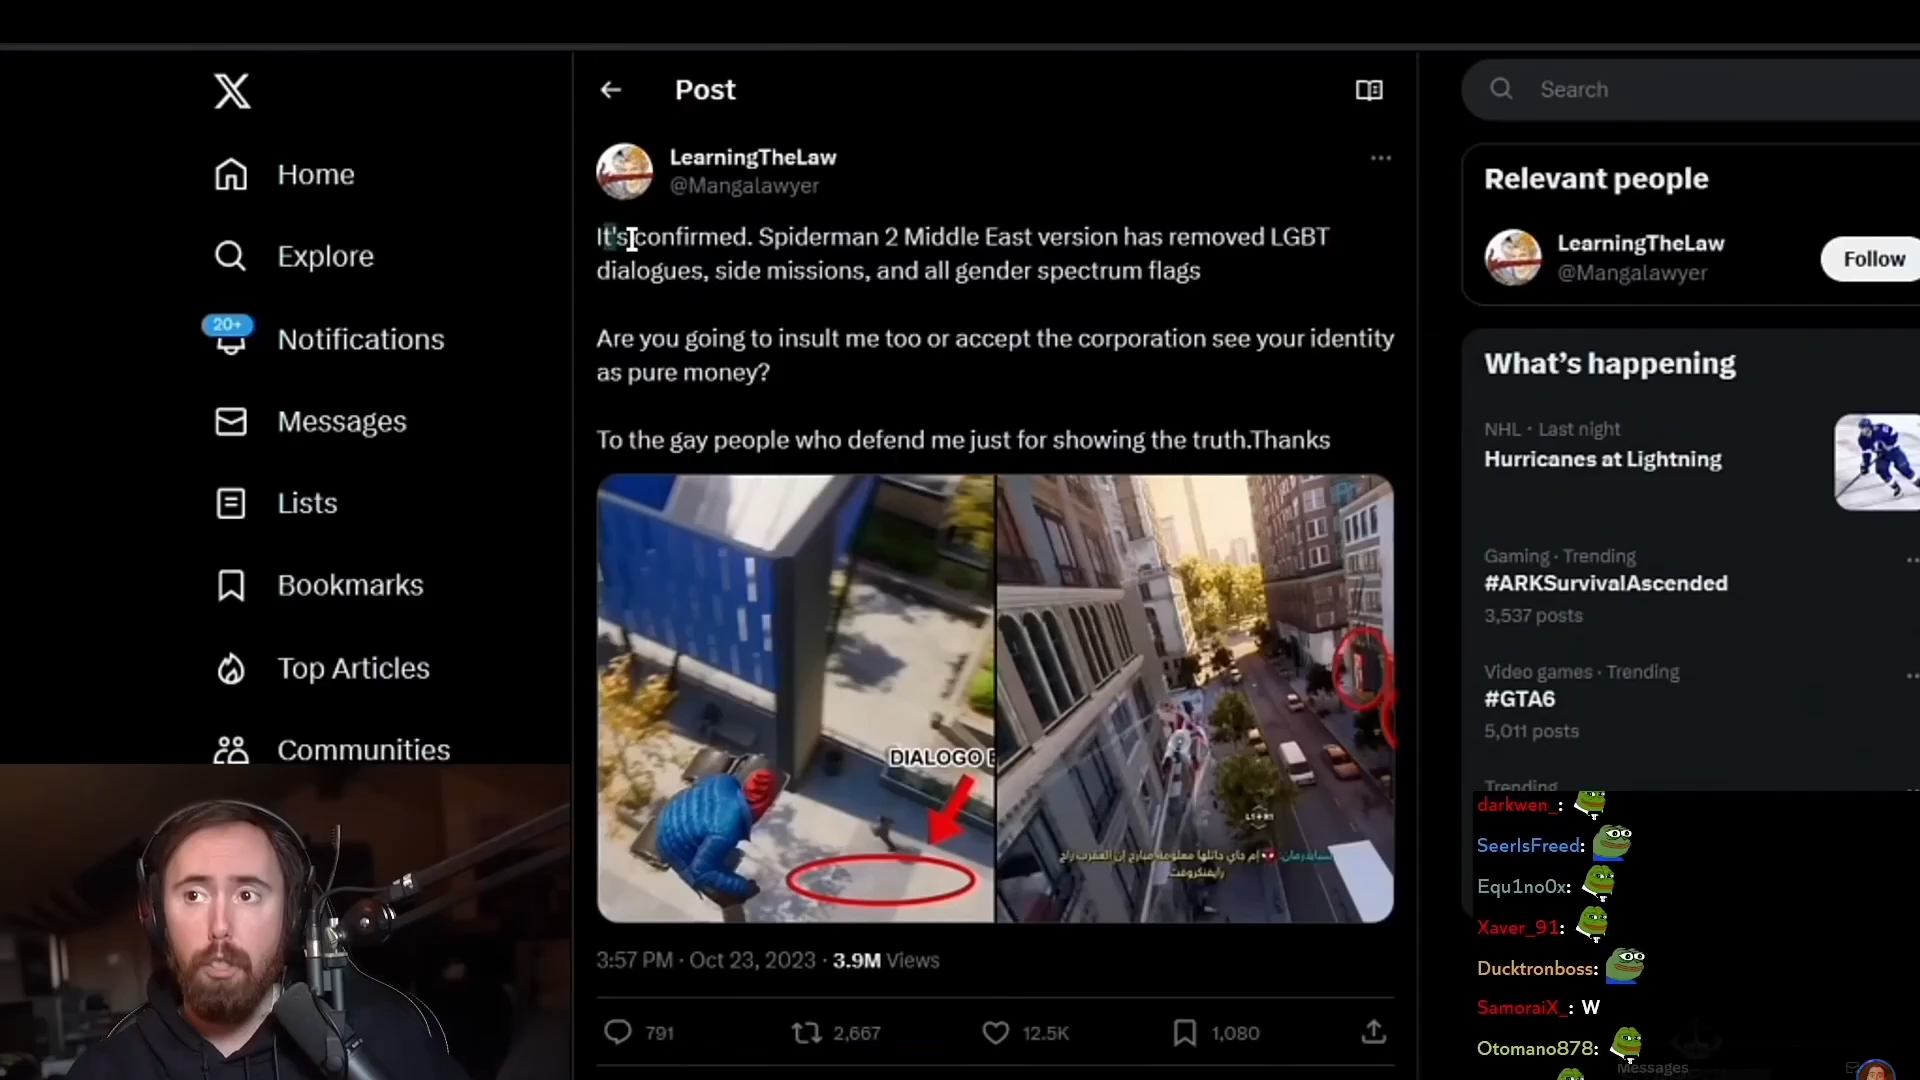 Post
Search
LearningTheLaw
@Mangalawyer
It's confirmed. Spiderman 2 Middle East version has removed LGBT
dialogues, side missions, and all gender spectrum flags
Are you going to insult me too or accept the corporation see your identity
as pure money?
To the gay people who defend me just for showing the truth.Thanks
DIALOGO
L1+R1
3:57 PM · Oct 23, 2023 · 3.9M Views
791
2,667
12.5K
1,080
Home
Explore
20+
Notifications
Messages
Lists
Bookmarks
Top Articles
Communities
Relevant people
LearningTheLaw
@Mangalawyer
Follow
What's happening
NHL · Last night
Hurricanes at Lightning
Gaming · Trending
#ARKSurvivalAscended
3,537 posts
Video games · Trending
#GTA6
5,011 posts
Trending
darkwen_:
SeerIsFreed:
Equ1no0x:
Xaver_91:
Ducktronboss:
SamoraiX_: W
Otomano878:
Messages